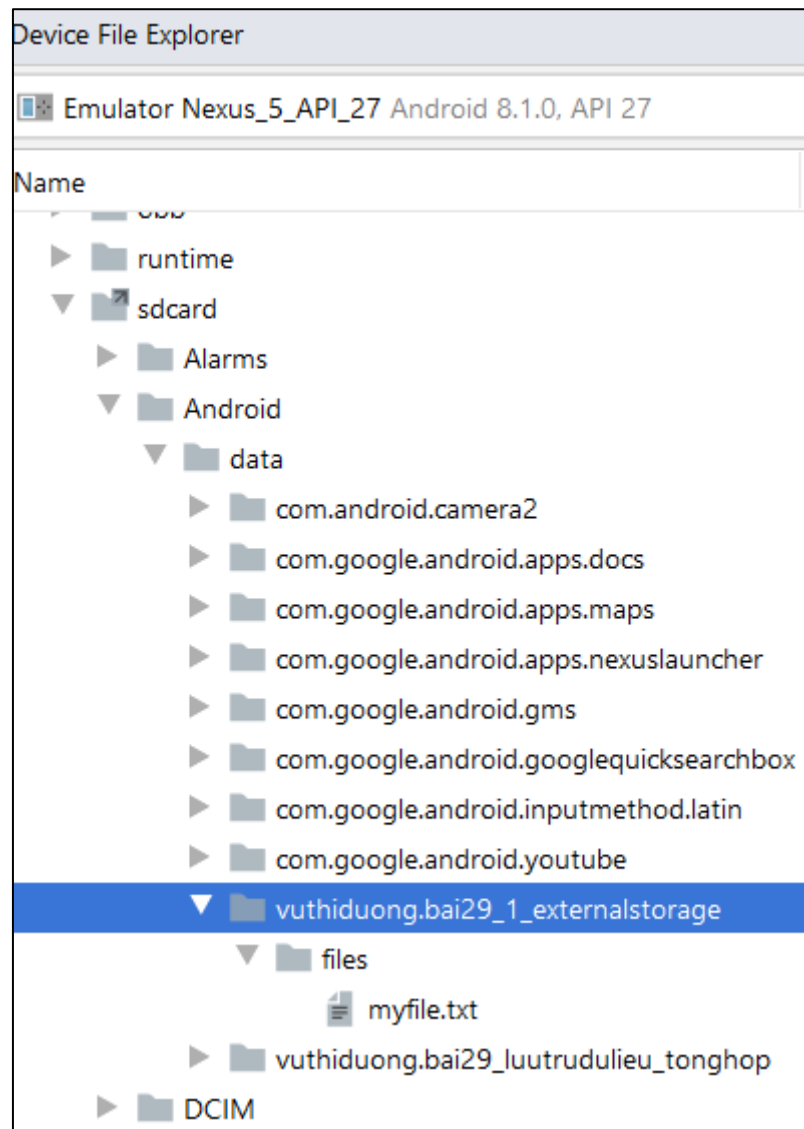 Device File Explorer
Emulator Nexus_5_API_27 Android 8.1.0, API 27
Name
obb
runtime
sdcard
Alarms
Android
data
com.android.camera2
com.google.android.apps.docs
com.google.android.apps.maps
com.google.android.apps.nexuslauncher
com.google.android.gms
com.google.android.googlequicksearchbox
com.google.android.inputmethod.latin
com.google.android.youtube
vuthiduong.bai29_1_externalstorage
files
myfile.txt
vuthiduong.bai29_luutrudulieu_tonghop
DCIM